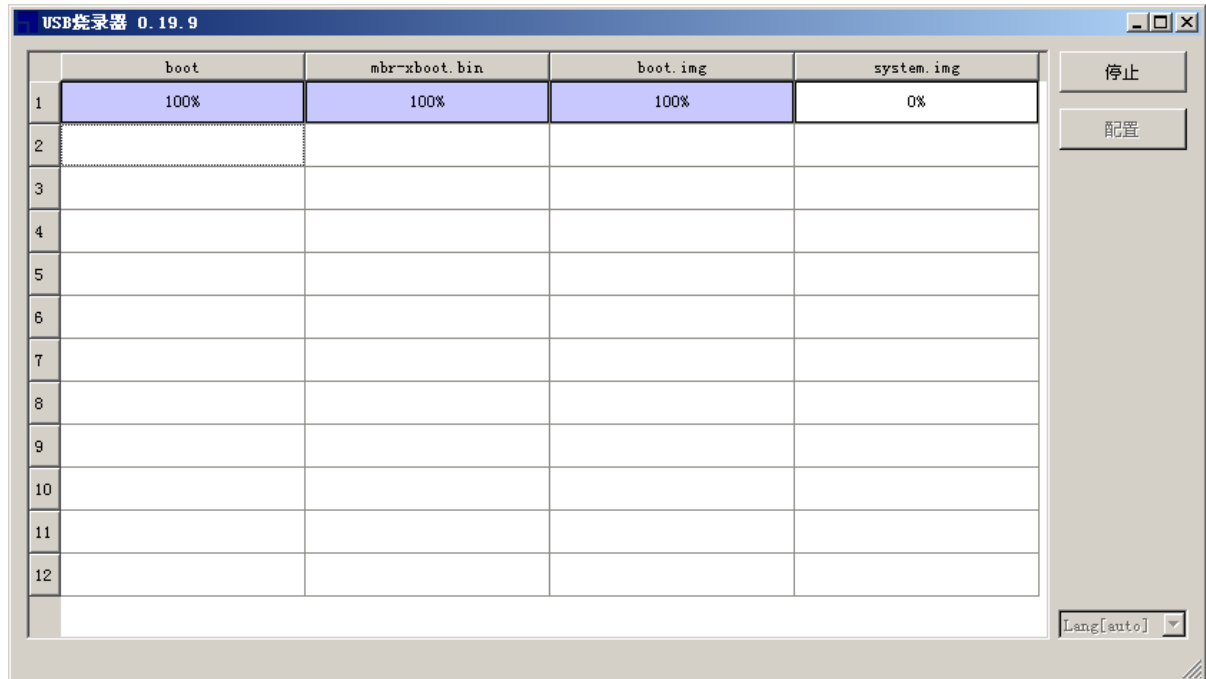 USB烧录器 0.19.9
boot mbr-xboot.bin boot.img system.img
停止
1 100% 100% 100% 0%
配置
2
3
4
5
6
7
8
9
10
11
12
Lang[auto]